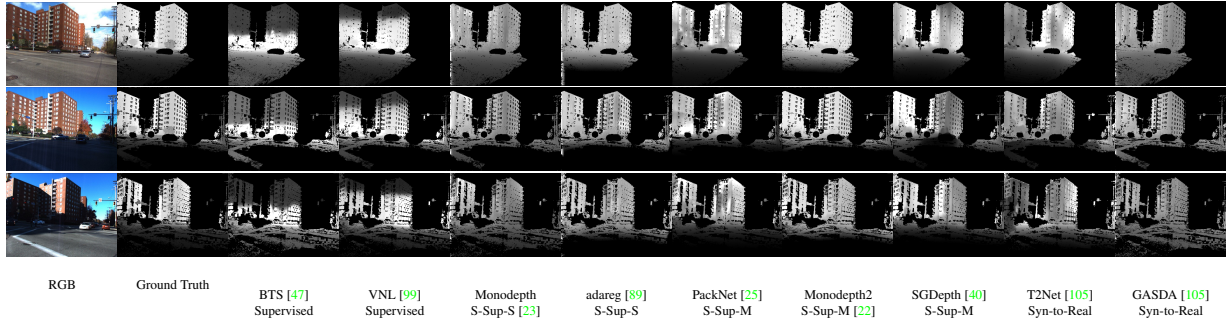 RGB
Ground Truth
BTS [47]
Supervised
VNL [99]
Supervised
Monodepth
S-Sup-S [23]
adareg [89]
S-Sup-S
PackNet [25]
S-Sup-M
Monodepth2
S-Sup-M [22]
SGDepth [40]
S-Sup-M
T2Net [105]
Syn-to-Real
GASDA [105]
Syn-to-Real